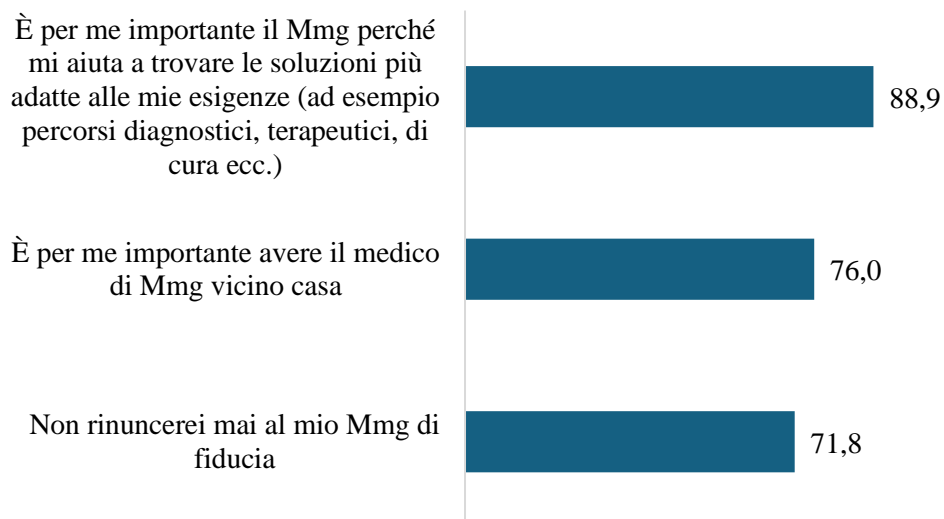 È per me importante il Mmg perché
mi aiuta a trovare le soluzioni più
adatte alle mie esigenze (ad esempio
percorsi diagnostici, terapeutici, di
cura ecc.)
88,9
È per me importante avere il medico
di Mmg vicino casa
76,0
Non rinuncerei mai al mio Mmg di
fiducia
71,8